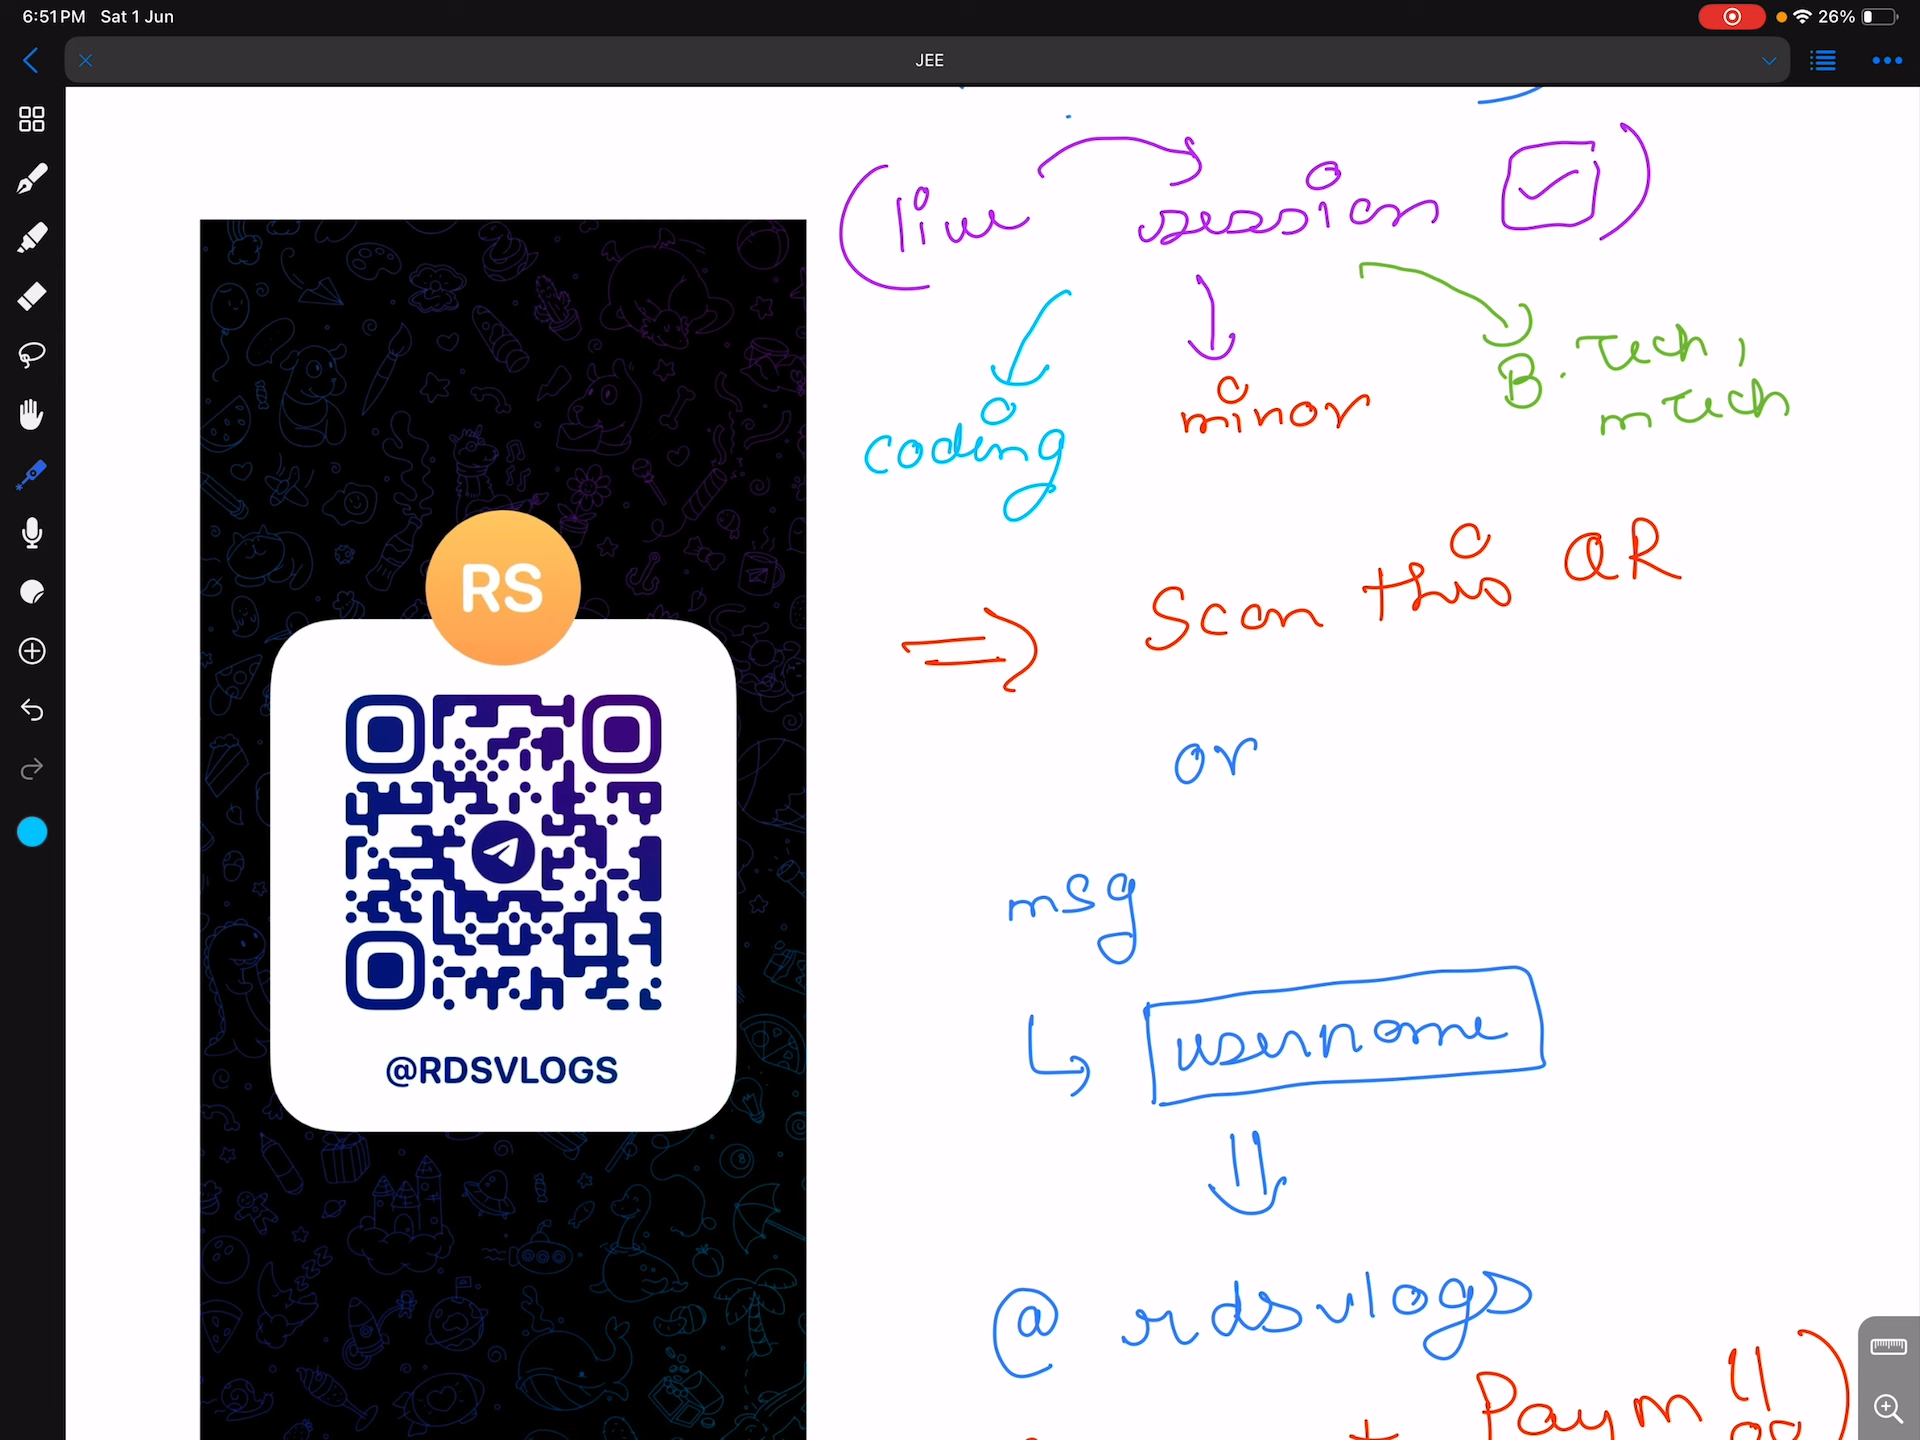 6:51 PM Sat 1 Jun
26%
JEE
(live session)
coding
minor
B. Tech,
m Tech
RS
Scan this QR
or
msg
username
@RDSVLOGS
@rdsvlogs
Paym